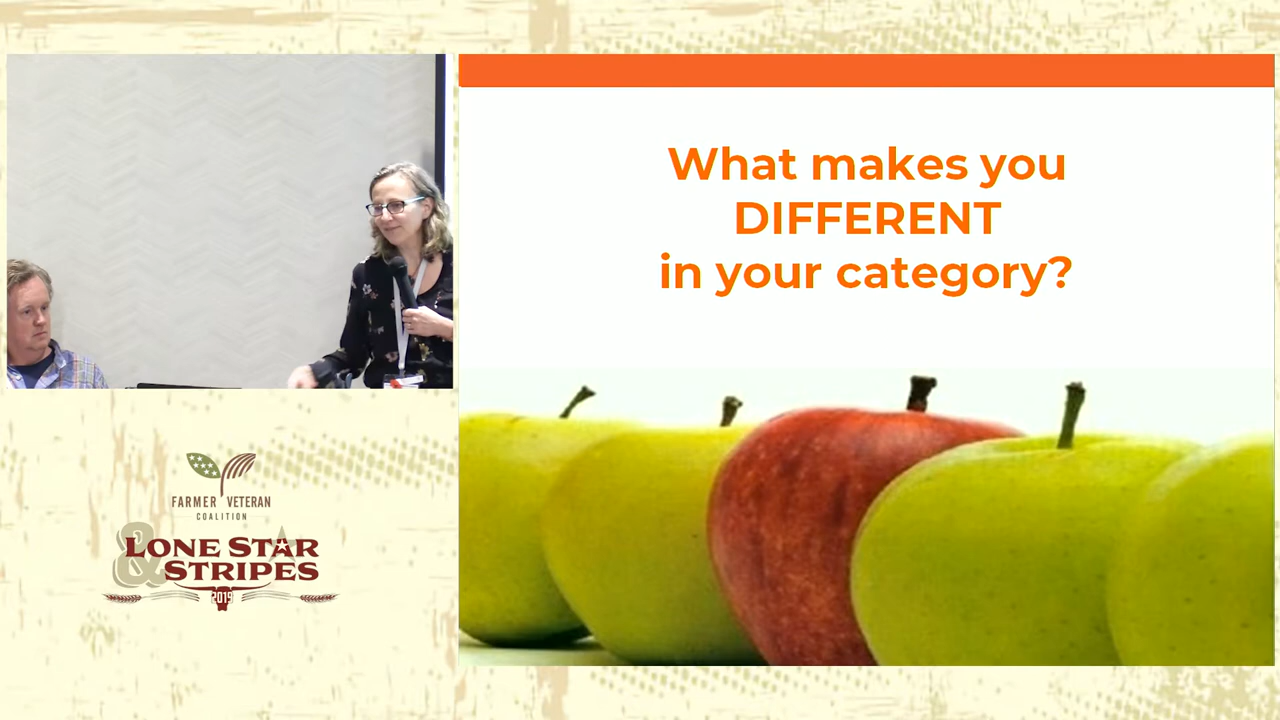 What makes you
DIFFERENT
in your category?
FARMER VETERAN
COALITION
&
LONE STAR
STRIPES
2019